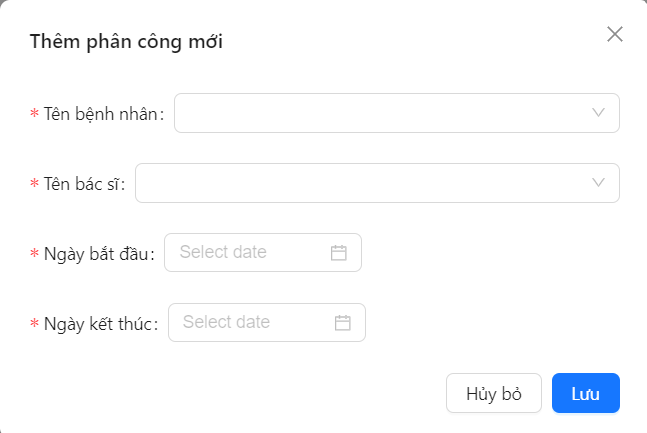 Thêm phân công mới
* Tên bệnh nhân:
* Tên bác sĩ:
* Ngày bắt đầu: Select date
* Ngày kết thúc: Select date
Hủy bỏ Lưu